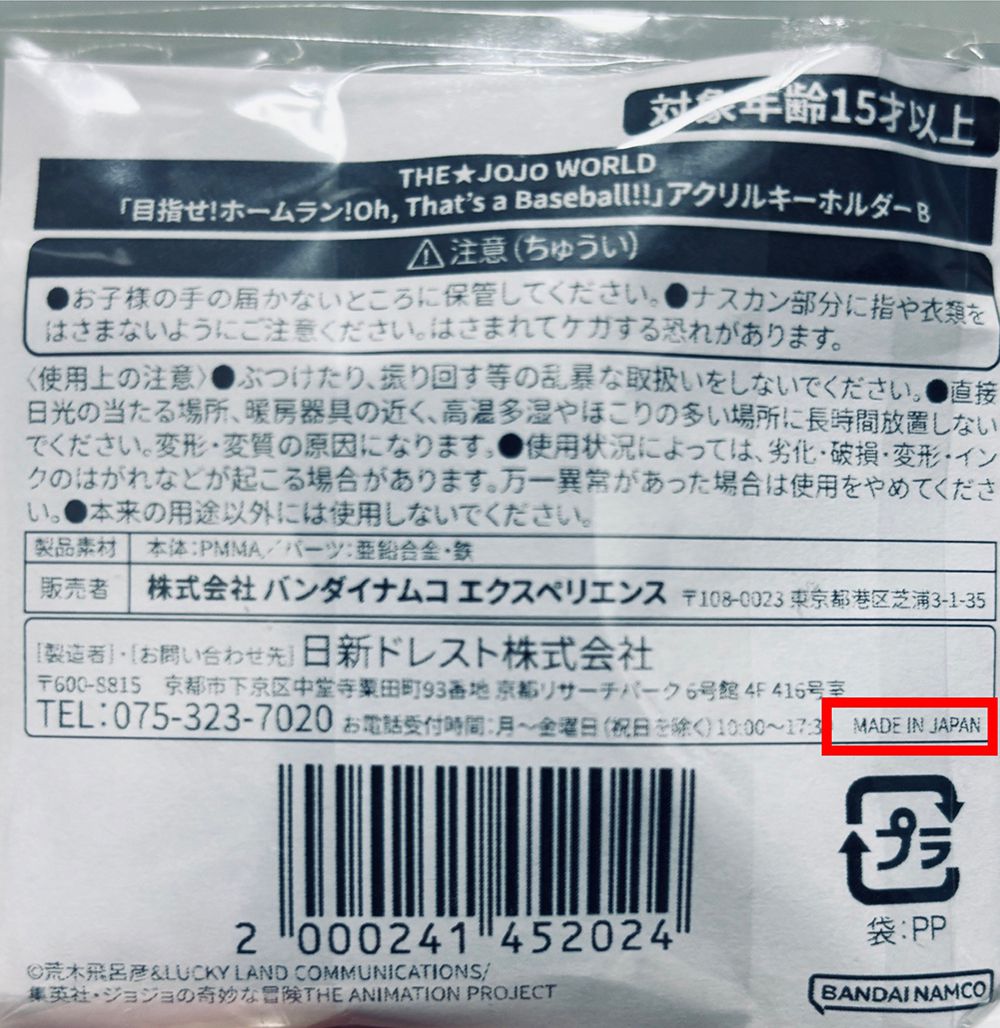 対象年齢15才以上
THE★JOJO WORLD
「目指せ!ホームラン!Oh, That's a Baseball!!」アクリルキーホルダーB
⚠注意(ちゅうい)
●お子様の手の届かないところに保管してください。●ナスカン部分に指や衣類を
はさまないようにご注意ください。はさまれてケガする恐れがあります。
〈使用上の注意〉●ぶつけたり、振り回す等の乱暴な取扱いをしないでください。●直接
日光の当たる場所、暖房器具の近く、高温多湿やほこりの多い場所に長時間放置しない
でください。変形・変質の原因になります。●使用状況によっては、劣化・破損・変形・イン
クのはがれなどが起こる場合があります。万一異常があった場合は使用をやめてくださ
い。●本来の用途以外には使用しないでください。
製品素材 本体:PMMA/パーツ:亜鉛合金・鉄
販売者 株式会社 バンダイナムコ エクスペリエンス 〒108-0023 東京都港区芝浦3-1-35
[製造者]・[お問い合わせ先] 日新ドレスト株式会社
〒600-8815 京都市下京区中堂寺粟田町93番地 京都リサーチパーク6号館 4F 416号室
TEL:075-323-7020 お電話受付時間:月〜金曜日(祝日を除く)10:00〜17:3
MADE IN JAPAN
プラ
袋:PP
2 000241 452024
©荒木飛呂彦&LUCKY LAND COMMUNICATIONS/
集英社・ジョジョの奇妙な冒険THE ANIMATION PROJECT
BANDAI NAMCO